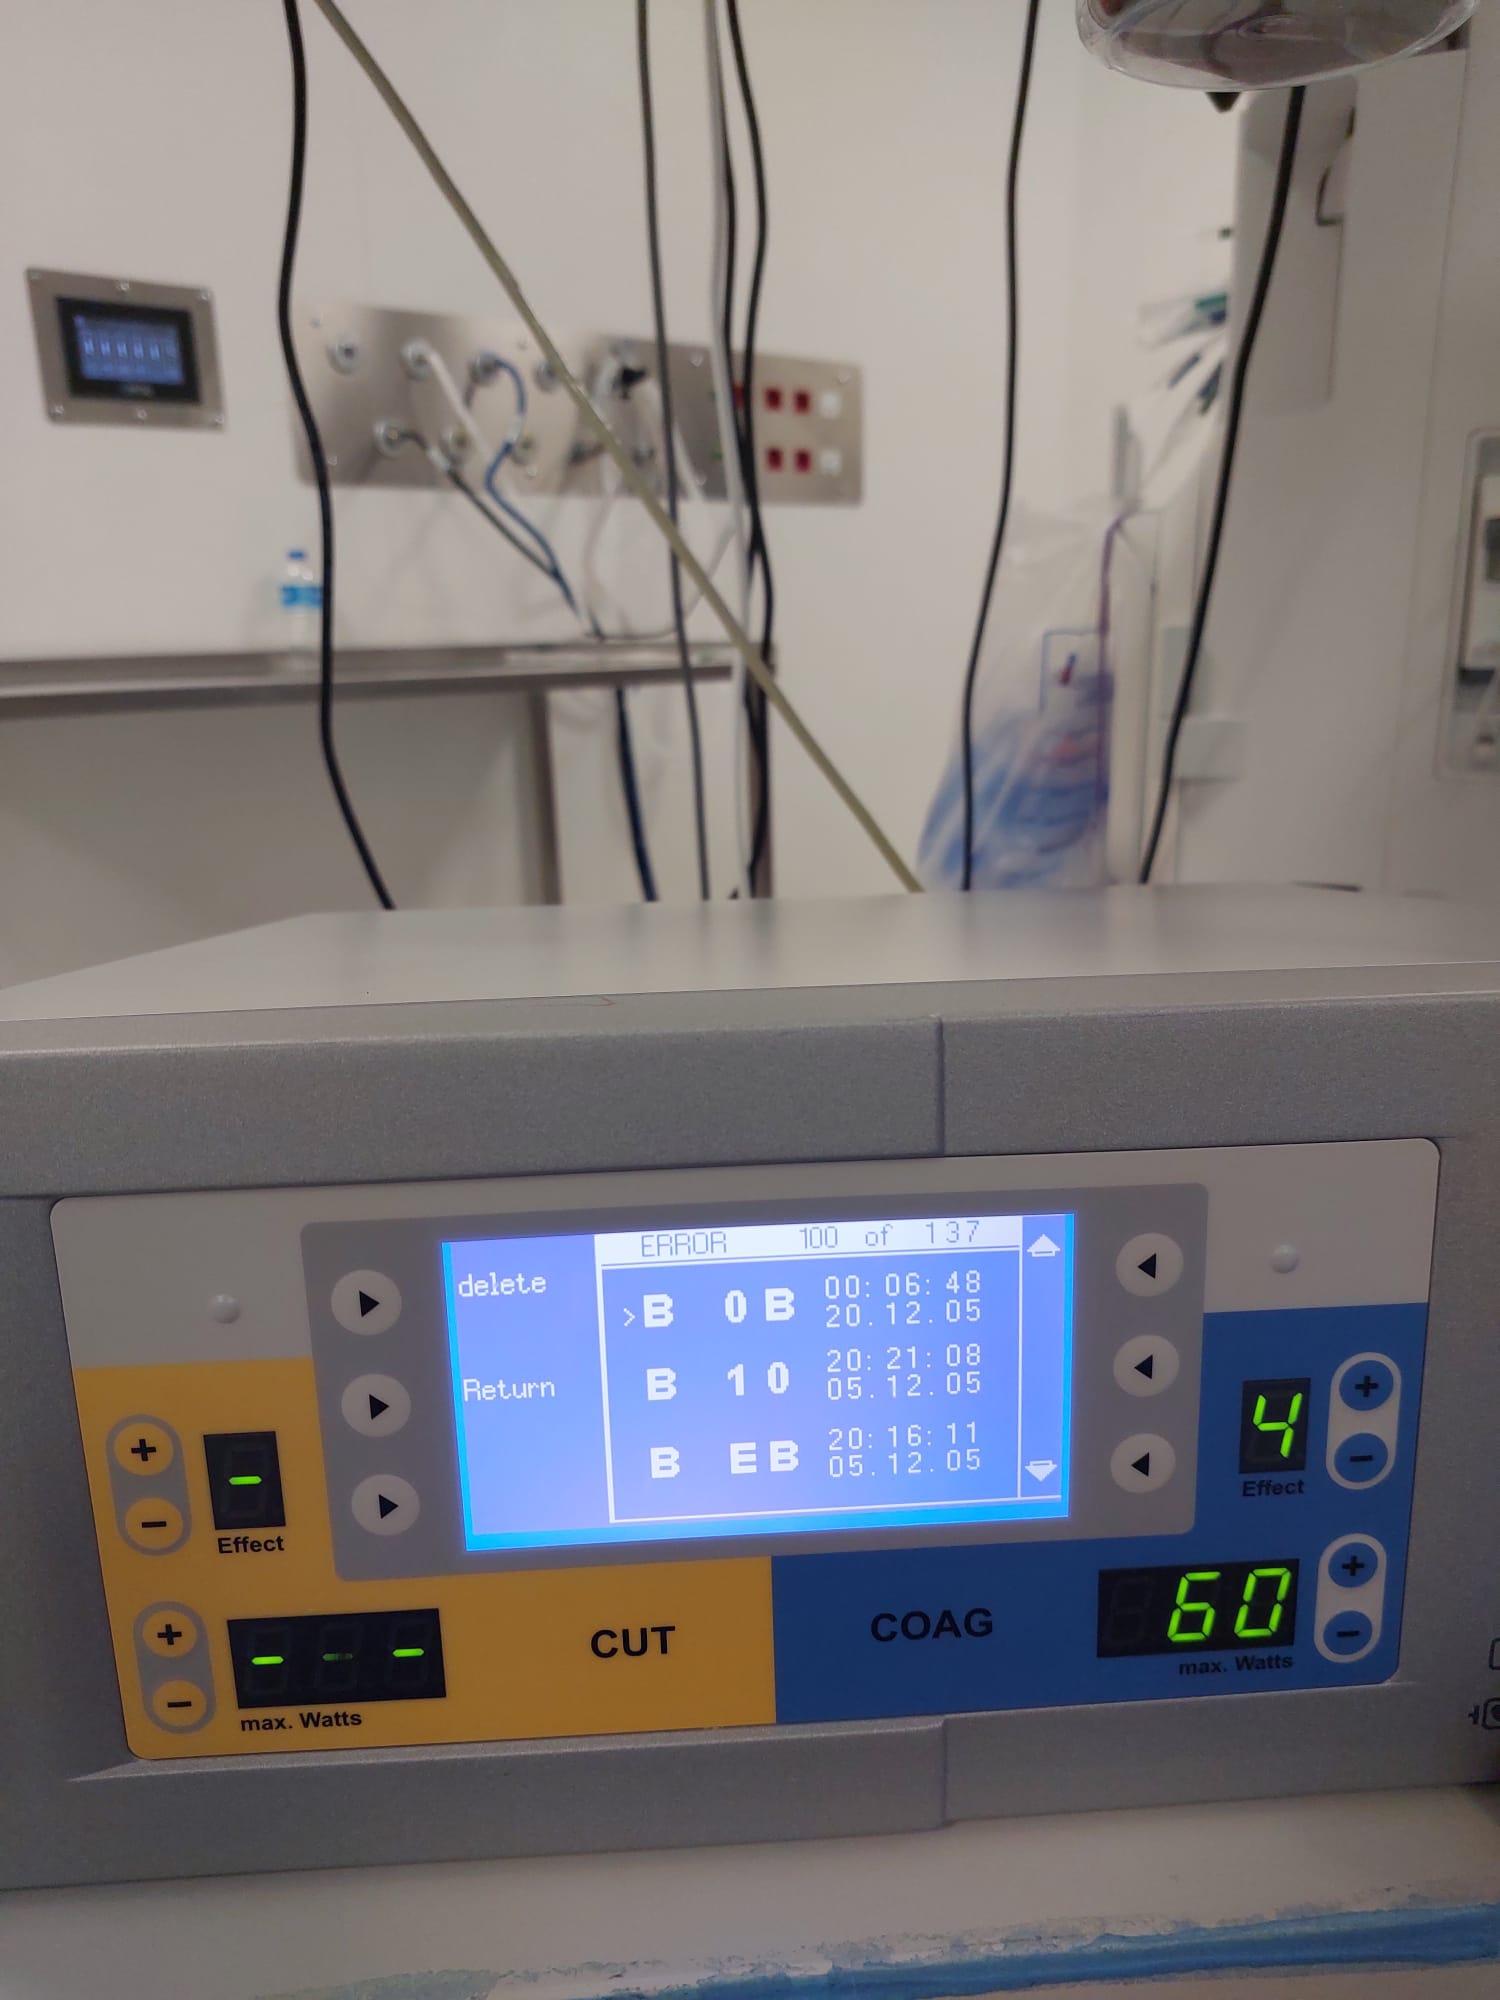 ERROR 100 of 137
delete
>B 0B 00:06:48
20.12.05
B 10 20:21:08
05.12.05
Return
B EB 20:16:11
05.12.05
+
-
-
Effect
4
+
-
Effect
+
-
- - -
max. Watts
CUT
COAG
60
max. Watts
+
-